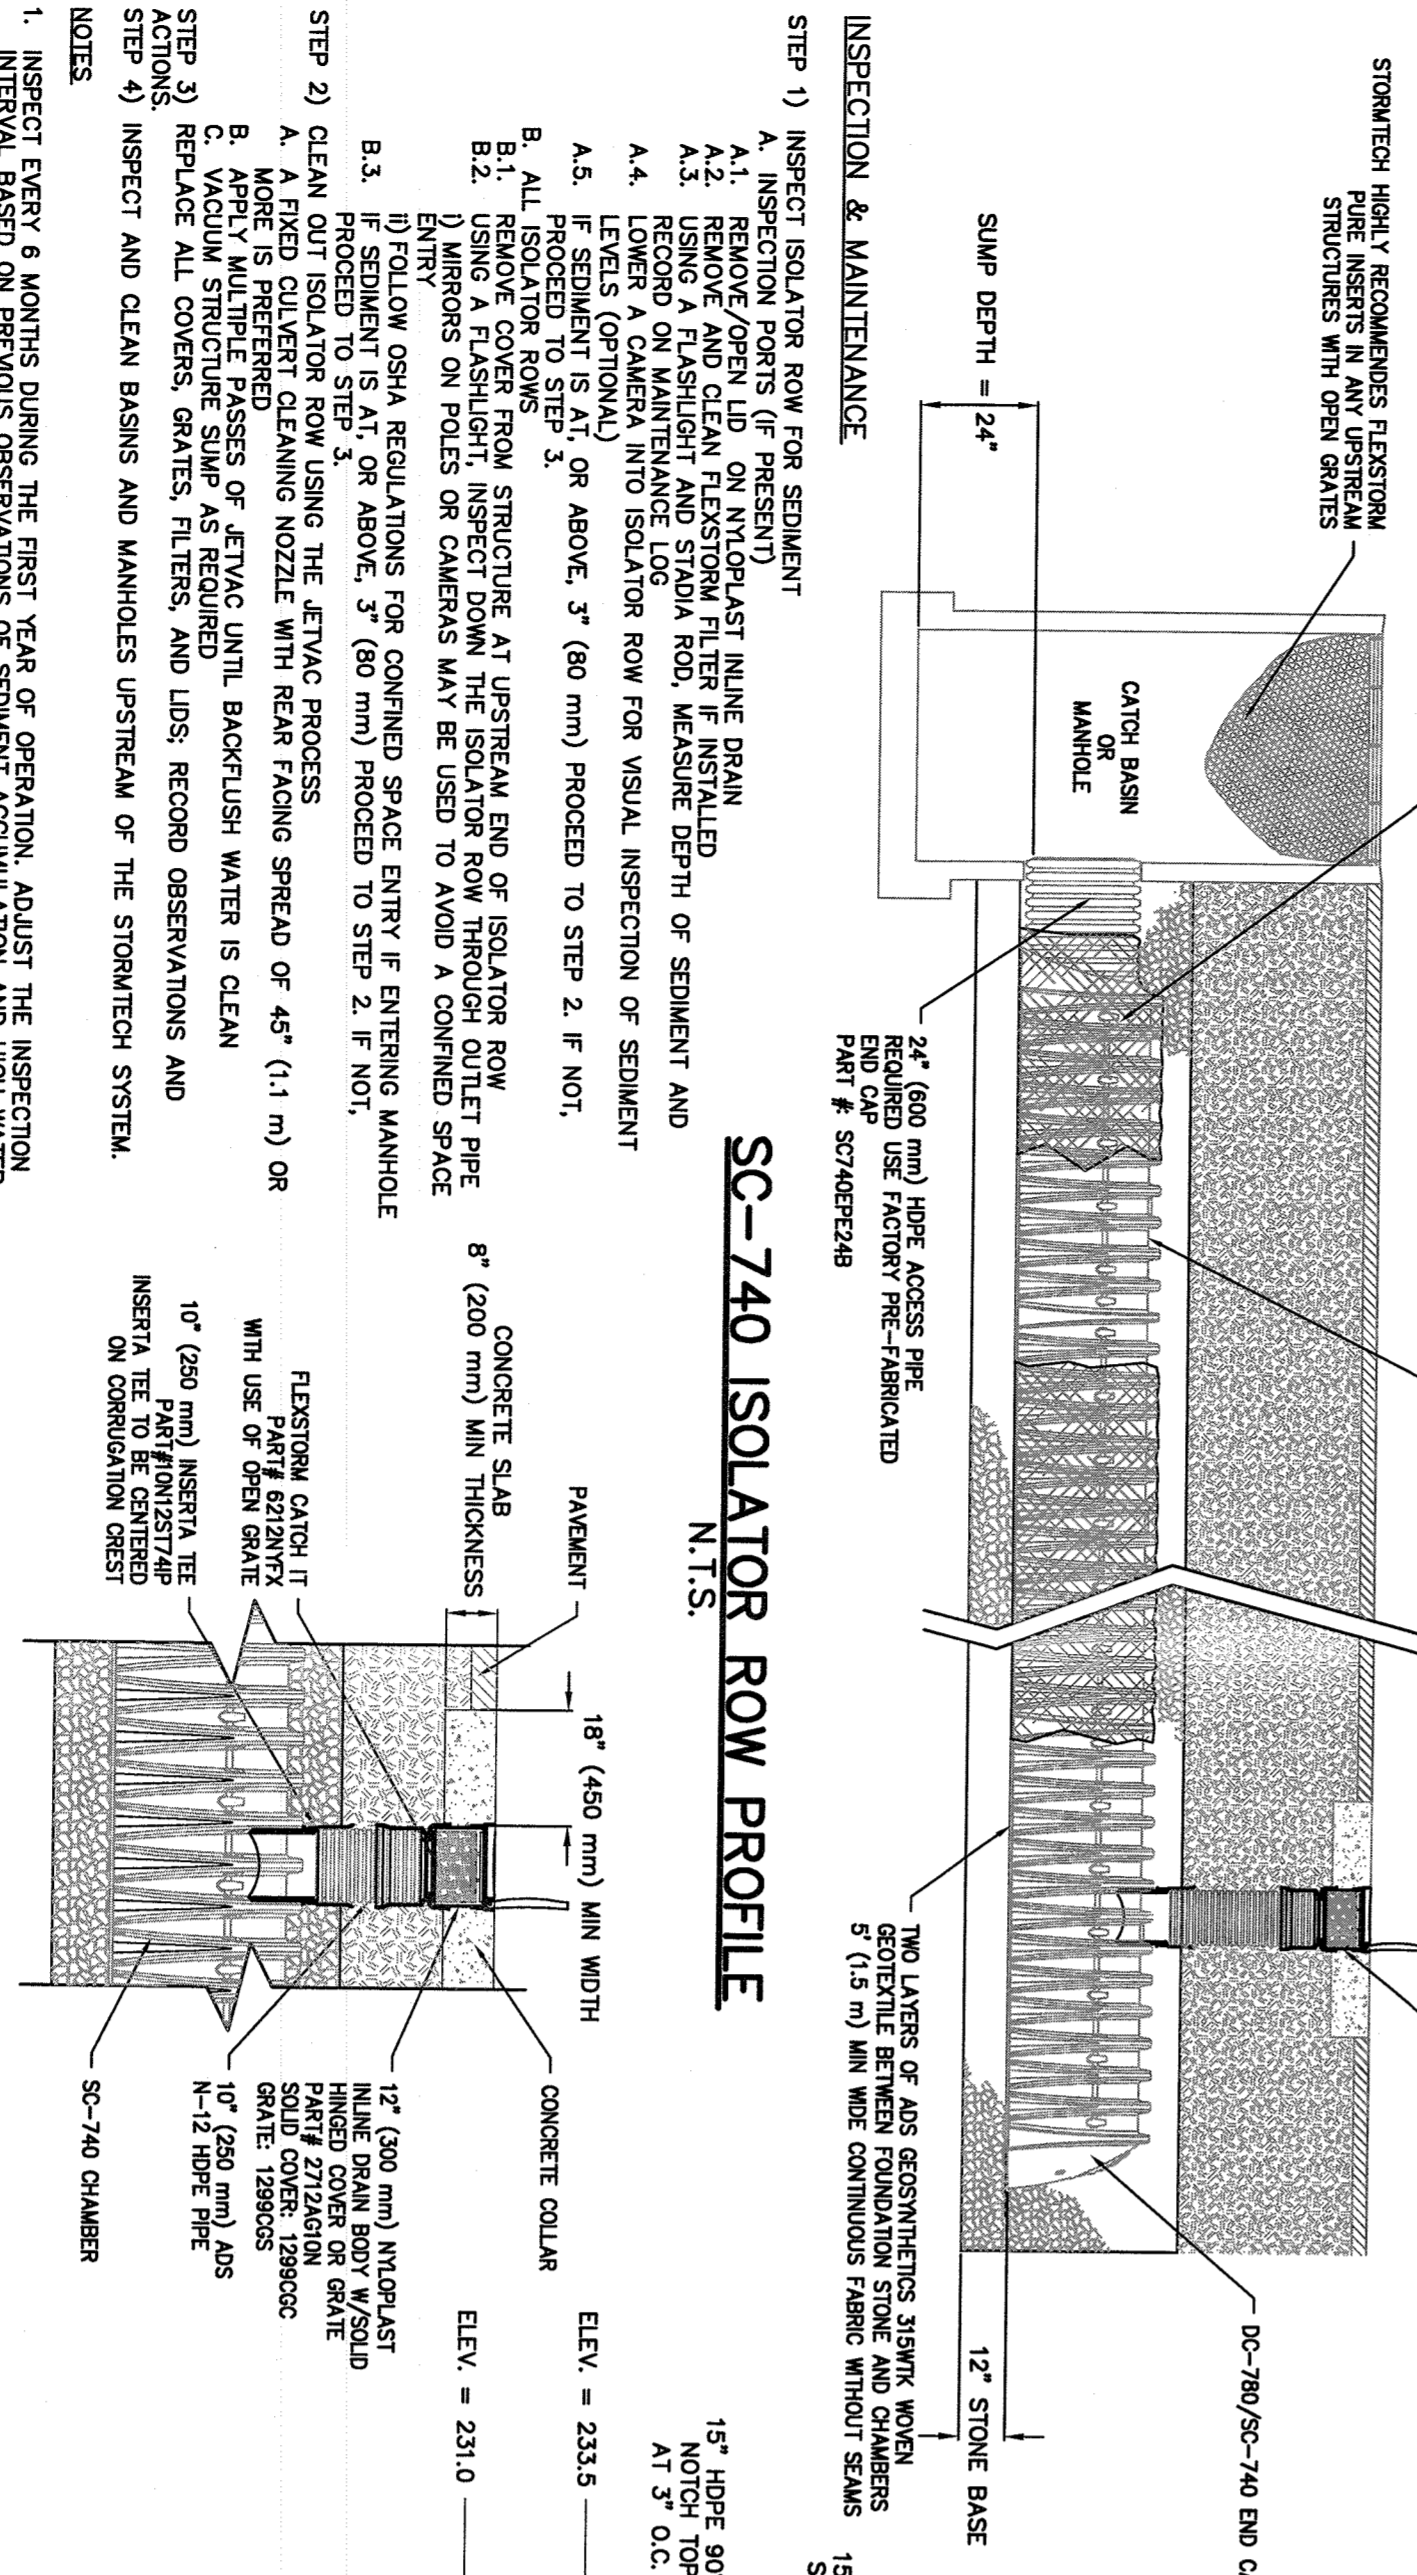 STORMTECH HIGHLY RECOMMENDES FLEXSTORM
PURE INSERTS IN ANY UPSTREAM
STRUCTURES WITH OPEN GRATES
CATCH BASIN
OR
MANHOLE
SUMP DEPTH = 24"
24" (600 mm) HDPE ACCESS PIPE
REQUIRED USE FACTORY PRE-FABRICATED
END CAP
PART #: SC740EPE24B
TWO LAYERS OF ADS GEOSYNTHETICS 315WTK WOVEN
GEOTEXTILE BETWEEN FOUNDATION STONE AND CHAMBERS
5' (1.5 m) MIN WIDE CONTINUOUS FABRIC WITHOUT SEAMS
12" STONE BASE
DC-780/SC-740 END
SC-740 ISOLATOR ROW PROFILE
N.T.S.
INSPECTION & MAINTENANCE
STEP 1) INSPECT ISOLATOR ROW FOR SEDIMENT
A. INSPECTION PORTS (IF PRESENT)
A.1. REMOVE/OPEN LID ON NYLOPLAST INLINE DRAIN
A.2. REMOVE AND CLEAN FLEXSTORM FILTER IF INSTALLED
A.3. USING A FLASHLIGHT AND STADIA ROD, MEASURE DEPTH OF SEDIMENT AND
RECORD ON MAINTENANCE LOG
A.4. LOWER A CAMERA INTO ISOLATOR ROW FOR VISUAL INSPECTION OF SEDIMENT
LEVELS (OPTIONAL)
A.5. IF SEDIMENT IS AT, OR ABOVE, 3" (80 mm) PROCEED TO STEP 2. IF NOT,
PROCEED TO STEP 3.
B. ALL ISOLATOR ROWS
B.1. REMOVE COVER FROM STRUCTURE AT UPSTREAM END OF ISOLATOR ROW
B.2. USING A FLASHLIGHT, INSPECT DOWN THE ISOLATOR ROW THROUGH OUTLET PIPE
i) MIRRORS ON POLES OR CAMERAS MAY BE USED TO AVOID A CONFINED SPACE
ENTRY
ii) FOLLOW OSHA REGULATIONS FOR CONFINED SPACE ENTRY IF ENTERING MANHOLE
B.3. IF SEDIMENT IS AT, OR ABOVE, 3" (80 mm) PROCEED TO STEP 2. IF NOT,
PROCEED TO STEP 3.
STEP 2) CLEAN OUT ISOLATOR ROW USING THE JETVAC PROCESS
A. A FIXED CULVERT CLEANING NOZZLE WITH REAR FACING SPREAD OF 45" (1.1 m) OR
MORE IS PREFERRED
B. APPLY MULTIPLE PASSES OF JETVAC UNTIL BACKFLUSH WATER IS CLEAN
C. VACUUM STRUCTURE SUMP AS REQUIRED
STEP 3) REPLACE ALL COVERS, GRATES, FILTERS, AND LIDS; RECORD OBSERVATIONS AND
ACTIONS.
STEP 4) INSPECT AND CLEAN BASINS AND MANHOLES UPSTREAM OF THE STORMTECH SYSTEM.
NOTES
1. INSPECT EVERY 6 MONTHS DURING THE FIRST YEAR OF OPERATION. ADJUST THE INSPECTION
INTERVAL BASED ON PREVIOUS OBSERVATIONS OF SEDIMENT ACCUMULATION AND HIGH WATER
PAVEMENT
18" (450 mm) MIN WIDTH
CONCRETE SLAB
8" (200 mm) MIN THICKNESS
FLEXSTORM CATCH IT
PART# 6212NYFX
WITH USE OF OPEN GRATE
10" (250 mm) INSERTA TEE
PART#10N12ST74IP
INSERTA TEE TO BE CENTERED
ON CORRUGATION CREST
CONCRETE COLLAR
12" (300 mm) NYLOPLAST
INLINE DRAIN BODY W/SOLID
HINGED COVER OR GRATE
PART# 2712AG10N
SOLID COVER: 1299CGC
GRATE: 1299CGS
10" (250 mm) ADS
N-12 HDPE PIPE
SC-740 CHAMBER
15" HDPE 90°
NOTCH TOP
AT 3" O.C.
ELEV. = 233.5
ELEV. = 231.0